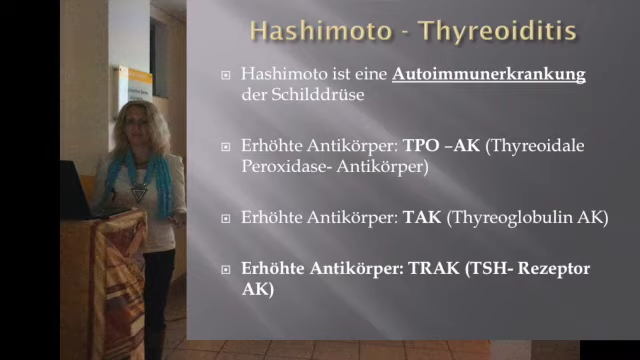 Hashimoto - Thyreoiditis
Hashimoto ist eine Autoimmunerkrankung
der Schilddrüse
Erhöhte Antikörper: TPO –AK (Thyreoidale
Peroxidase- Antikörper)
Erhöhte Antikörper: TAK (Thyreoglobulin AK)
Erhöhte Antikörper: TRAK (TSH- Rezeptor
AK)